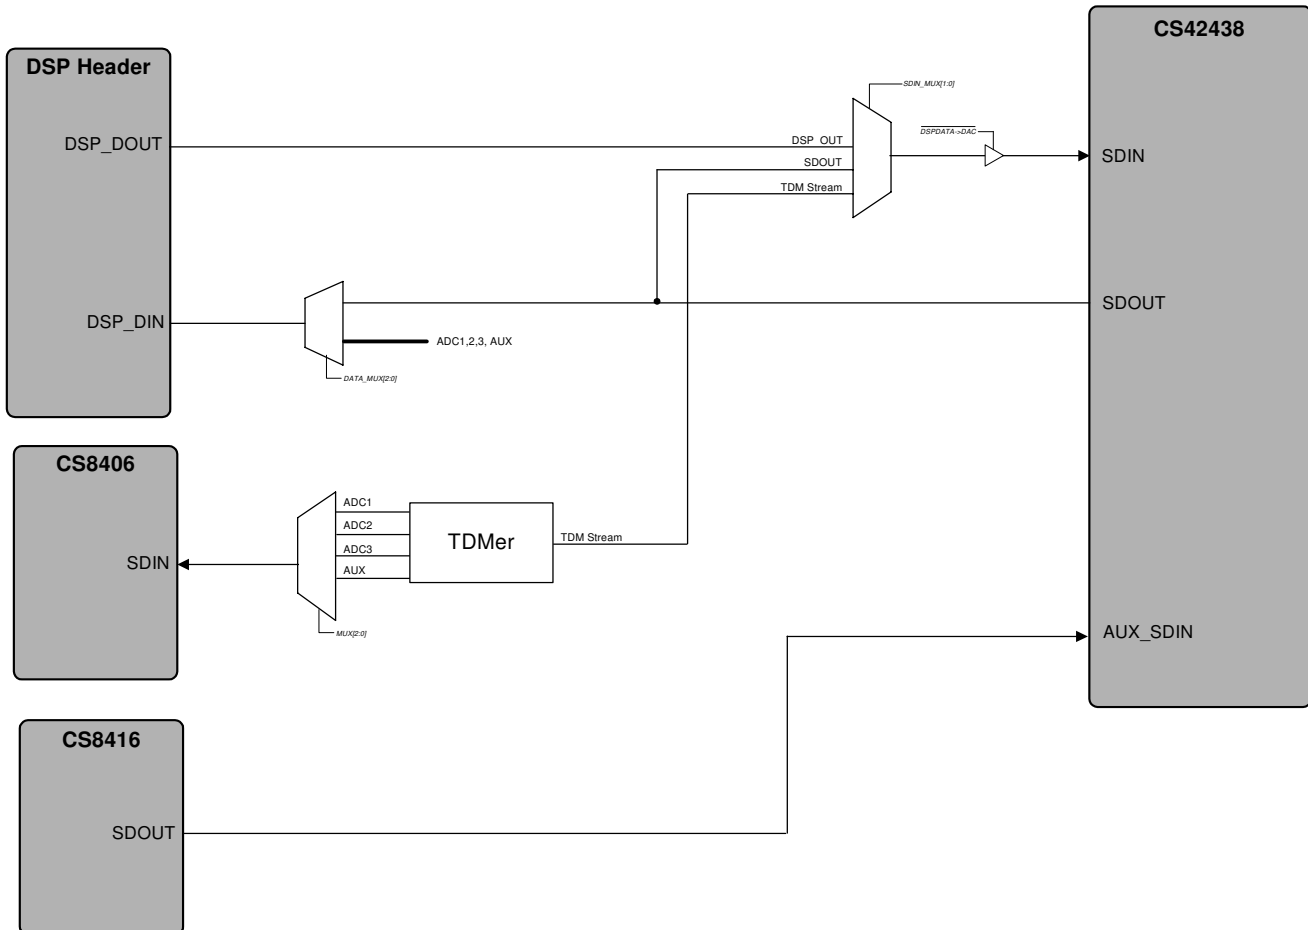 CS42438
DSP Header
SDIN_MUX[1:0]
DSPDATA->DAC
DSP_DOUT
DSP_OUT
SDOUT
SDIN
TDM Stream
SDOUT
DSP_DIN
ADC1,2,3, AUX
DATA_MUX[2:0]
CS8406
ADC1
ADC2
TDMer
TDM Stream
ADC3
SDIN
AUX
MUX[2:0]
AUX_SDIN
CS8416
SDOUT